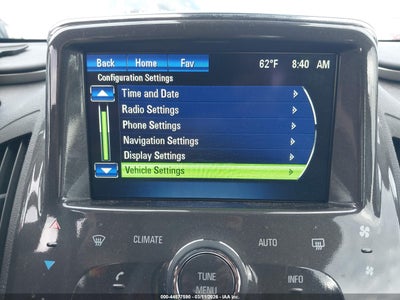 Back Home Fav 62°F 8:40 AM
Configuration Settings
Time and Date
Radio Settings
Phone Settings
Navigation Settings
Display Settings
Vehicle Settings
CLIMATE AUTO
TUNE
MENU
INFO